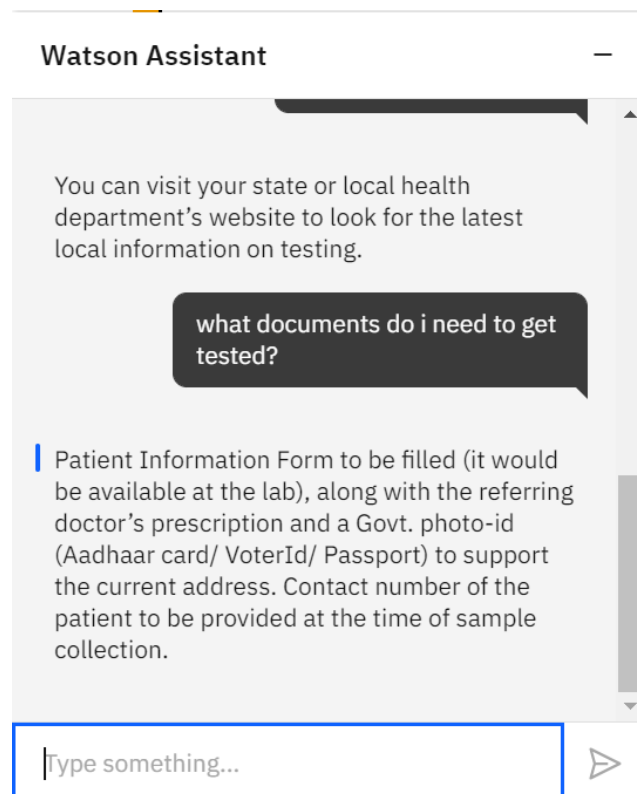 Watson Assistant
You can visit your state or local health
department’s website to look for the latest
local information on testing.
what documents do i need to get
tested?
Patient Information Form to be filled (it would
be available at the lab), along with the referring
doctor’s prescription and a Govt. photo-id
(Aadhaar card/ VoterId/ Passport) to support
the current address. Contact number of the
patient to be provided at the time of sample
collection.
Type something...